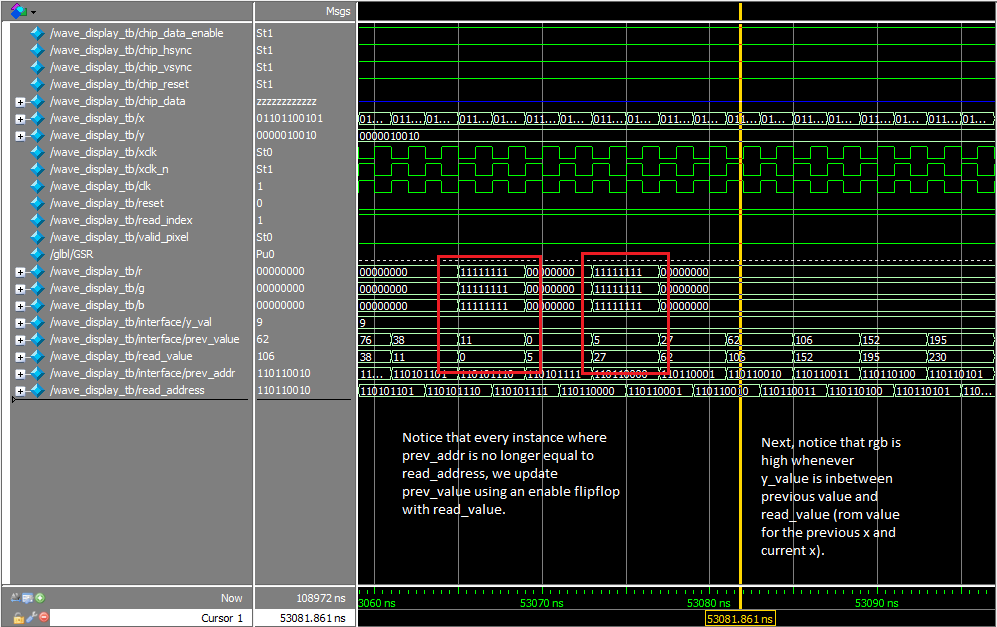 Msgs
/wave_display_tb/chip_data_enable St1
/wave_display_tb/chip_hsync St1
/wave_display_tb/chip_vsync St1
/wave_display_tb/chip_reset St1
/wave_display_tb/chip_data zzzzzzzzzzzz
/wave_display_tb/x 01101100101 01... 011... 01... 011... 01... 011... 01... 011... 01... 011... 01... 011... 01... 011... 01... 011... 01... 011... 01...
/wave_display_tb/y 0000010010 0000010010
/wave_display_tb/xclk St0
/wave_display_tb/xclk_n St1
/wave_display_tb/clk 1
/wave_display_tb/reset 0
/wave_display_tb/read_index 1
/wave_display_tb/valid_pixel St0
/glbl/GSR Pu0
/wave_display_tb/r 00000000 00000000 11111111 00000000 11111111 00000000
/wave_display_tb/g 00000000 00000000 11111111 00000000 11111111 00000000
/wave_display_tb/b 00000000 00000000 11111111 00000000 11111111 00000000
/wave_display_tb/interface/y_val 9 9
/wave_display_tb/interface/prev_value 62 76 38 11 0 5 27 62 106 152 195
/wave_display_tb/read_value 106 38 11 0 5 27 62 106 152 195 230
/wave_display_tb/interface/prev_addr 110110010 11... 110101101 110101110 110101111 110110000 110110001 110110010 110110011 110110100 110110101
/wave_display_tb/read_address 110110010 110101101 110101110 110101111 110110000 110110001 110110010 110110011 110110100 110110101 110...
Notice that every instance where
prev_addr is no longer equal to
read_address, we update
prev_value using an enable flipflop
with read_value.
Next, notice that rgb is
high whenever
y_value is inbetween
previous value and
read_value (rom value
for the previous x and
current x).
Now 108972 ns 3060 ns 53070 ns 53080 ns 53090 ns
Cursor 1 53081.861 ns 53081.861 ns